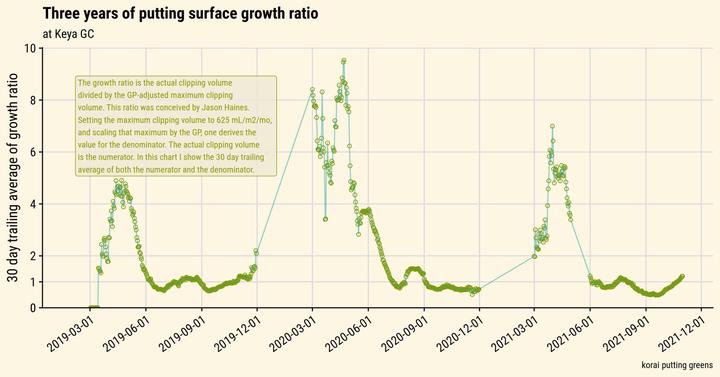 Three years of putting surface growth ratio
at Keya GC
30 day trailing average of growth ratio
10
8
6
4
2
1
0
The growth ratio is the actual clipping volume
divided by the GP-adjusted maximum clipping
volume. This ratio was conceived by Jason Haines.
Setting the maximum clipping volume to 625 mL/m2/mo,
and scaling that maximum by the GP, one derives the
value for the denominator. The actual clipping volume
is the numerator. In this chart I show the 30 day trailing
average of both the numerator and the denominator.
2019-03-01
2019-06-01
2019-09-01
2019-12-01
2020-03-01
2020-06-01
2020-09-01
2020-12-01
2021-03-01
2021-06-01
2021-09-01
2021-12-01
korai putting greens